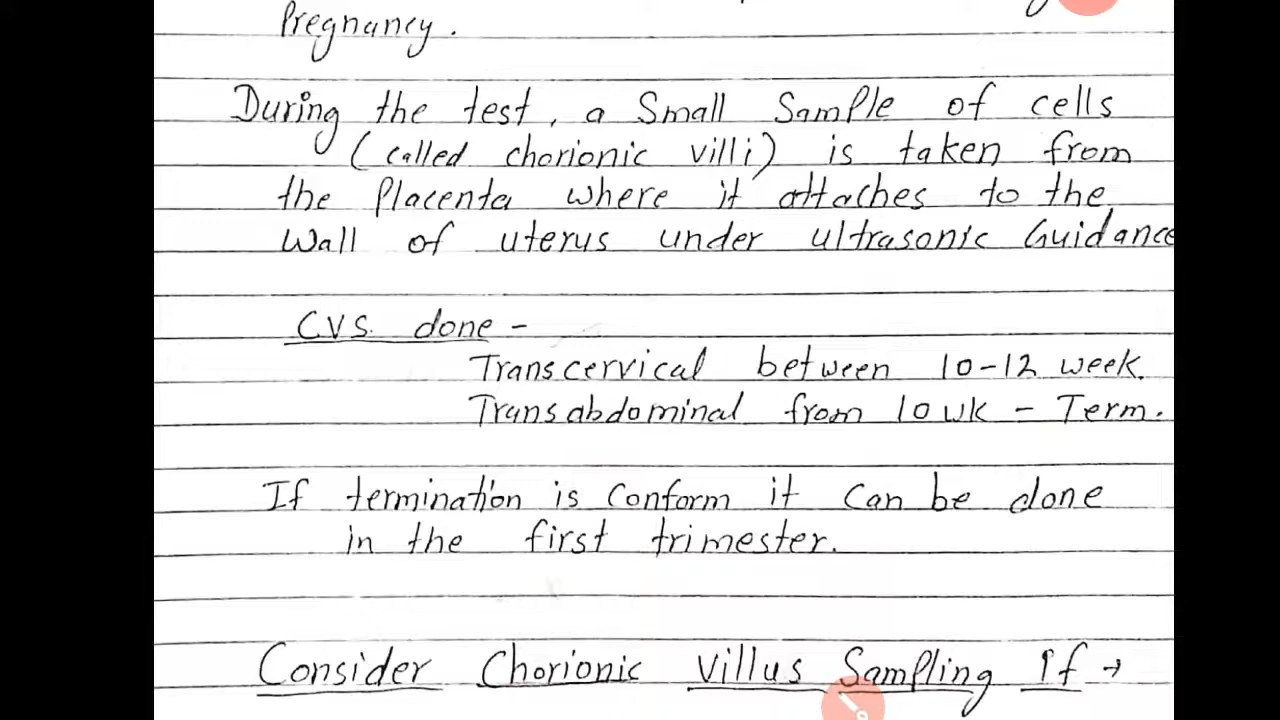 Pregnancy.
During the test, a Small Sample of cells
(called chorionic villi) is taken from
the Placenta where it attaches to the
Wall of uterus under ultrasonic Guidance
C.V.S. done -
Transcervical between 10-12 week.
Transabdominal from 10 wk - Term.
If termination is Conform it Can be done
in the first trimester.
Consider Chorionic Villus Sampling If →